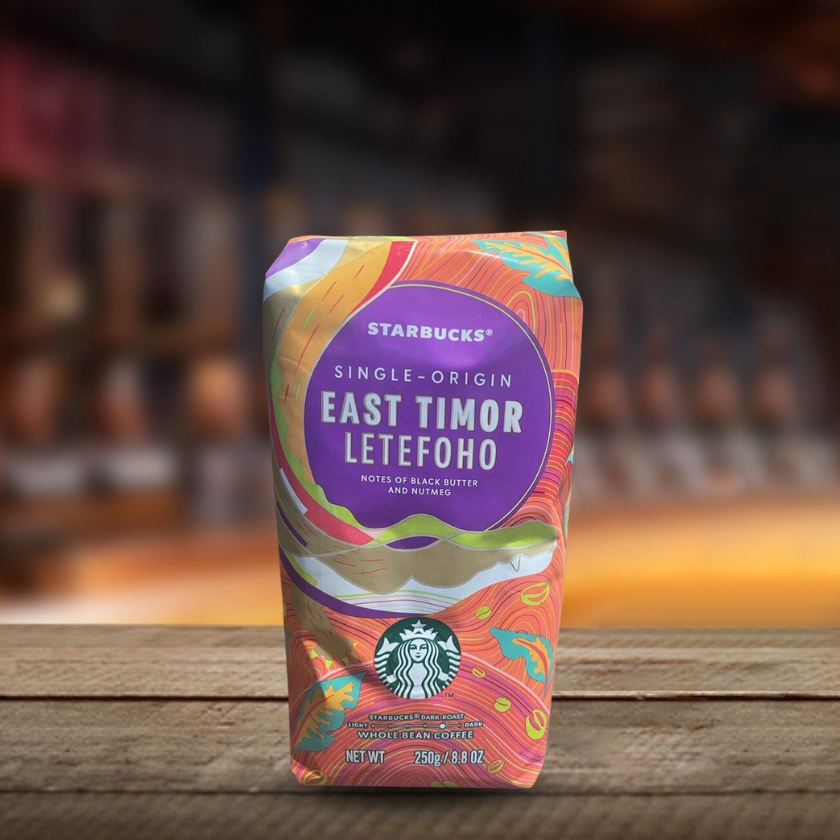 STARBUCKS®
SINGLE-ORIGIN
EAST TIMOR
LETEFOHO
NOTES OF BLACK BUTTER
AND NUTMEG
TM
STARBUCKS® DARK ROAST
LIGHT DARK
WHOLE BEAN COFFEE
NET WT 250g / 8.8 OZ